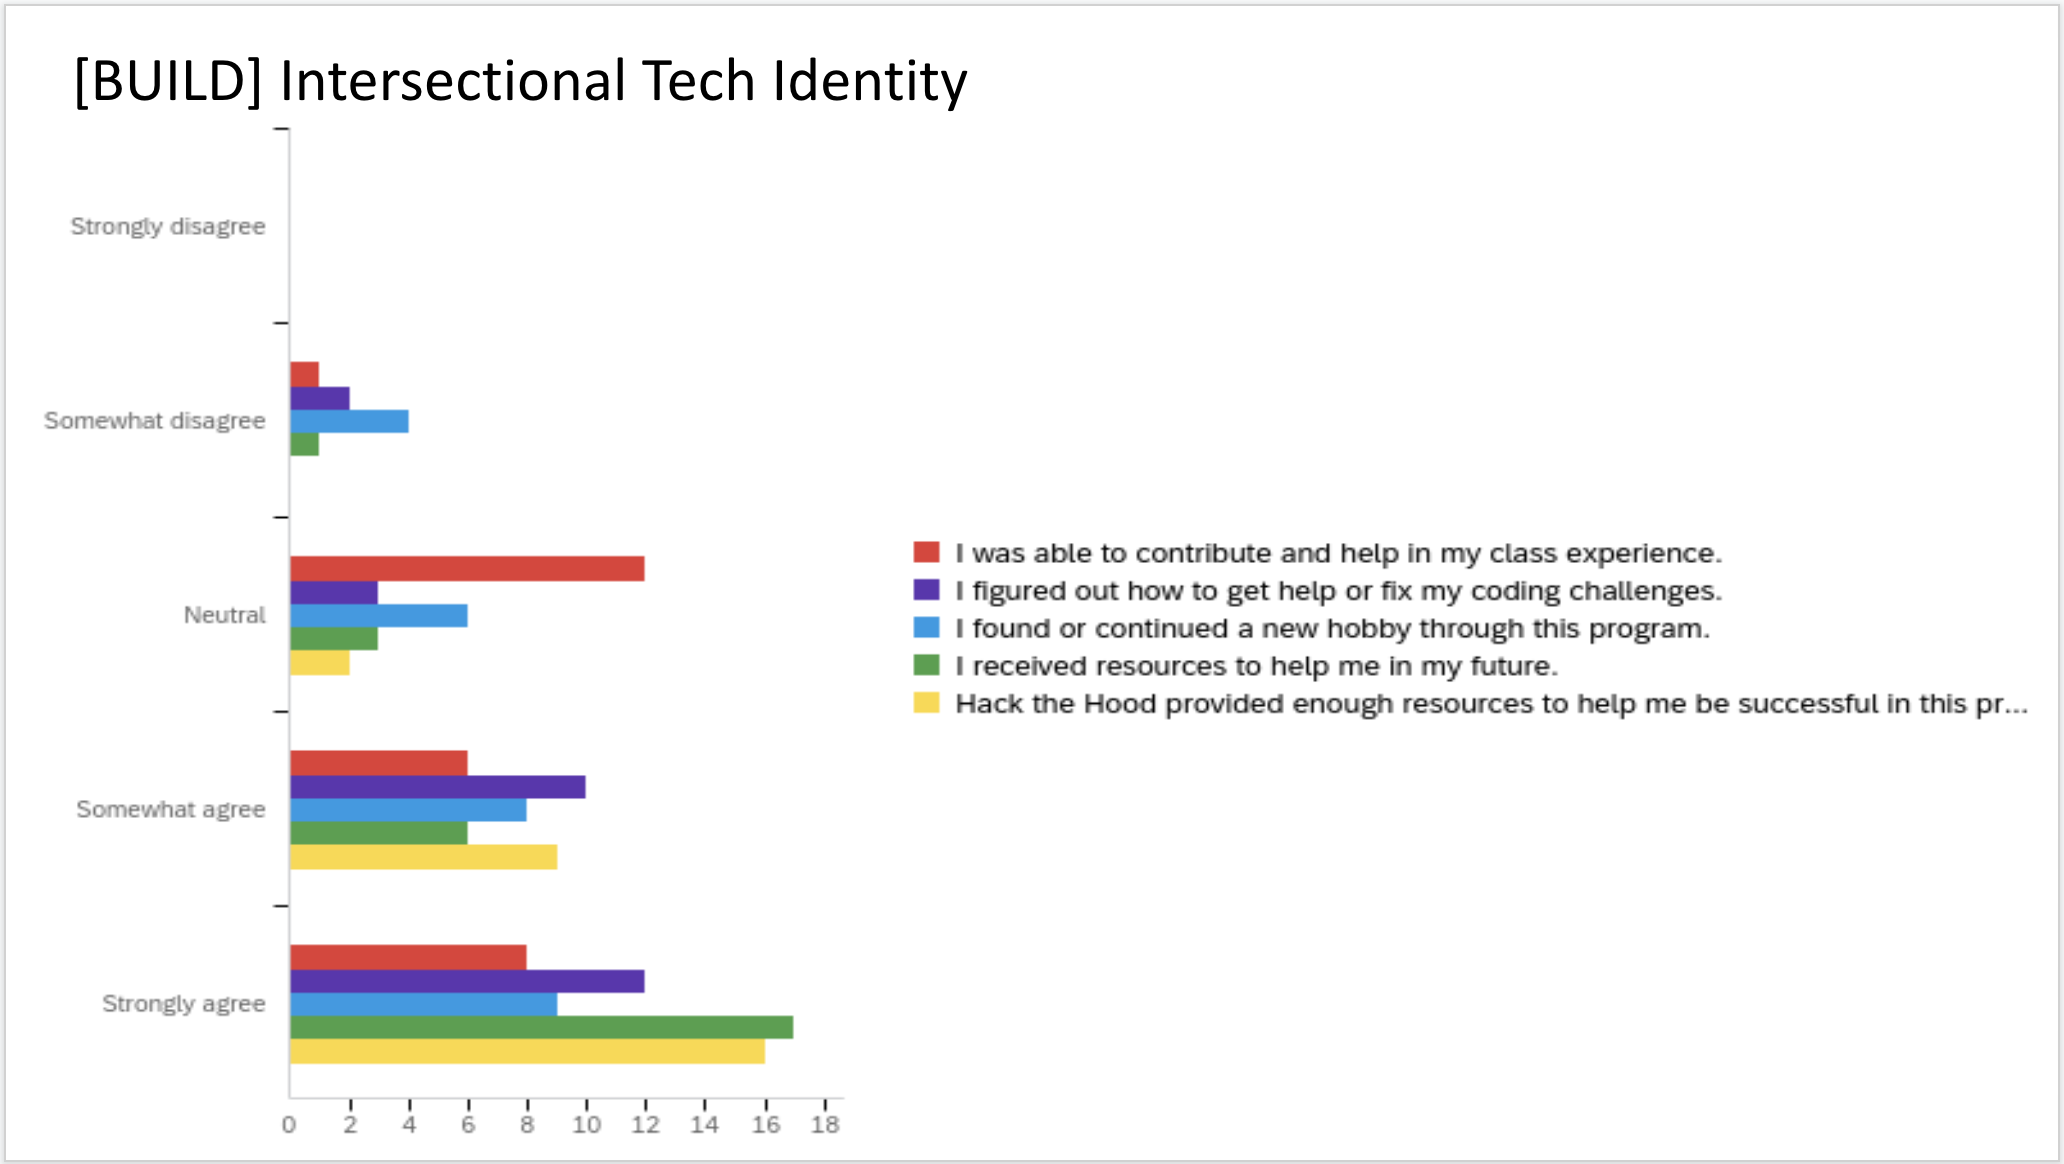 [BUILD] Intersectional Tech Identity
Strongly disagree
Somewhat disagree
Neutral
Somewhat agree
Strongly agree
0 2 4 6 8 10 12 14 16 18
I was able to contribute and help in my class experience.
I figured out how to get help or fix my coding challenges.
I found or continued a new hobby through this program.
I received resources to help me in my future.
Hack the Hood provided enough resources to help me be successful in this pr...